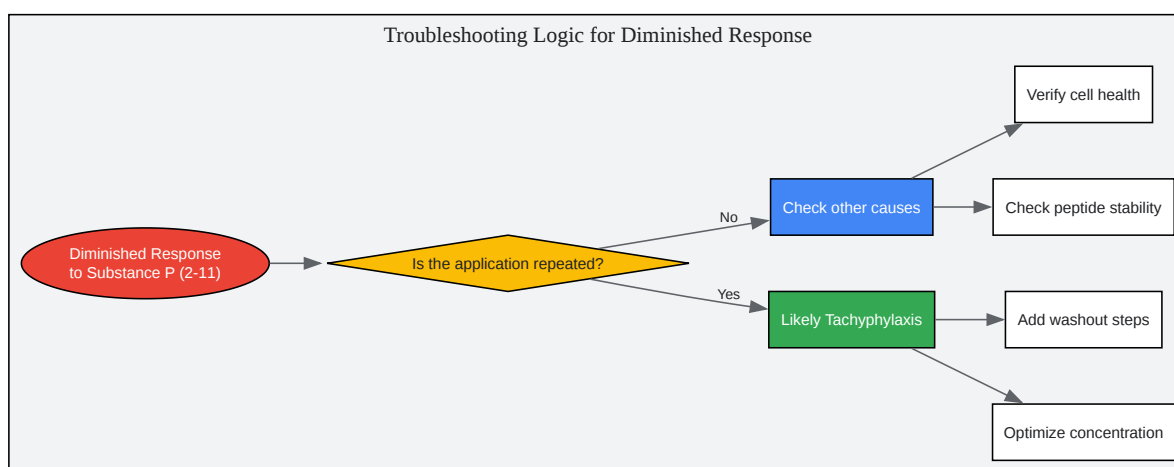 Troubleshooting Logic for Diminished Response
Verify cell health
Check other causes
Check peptide stability
No
Diminished Response
to Substance P (2-11)
Is the application repeated?
Yes
Likely Tachyphylaxis
Add washout steps
Optimize concentration